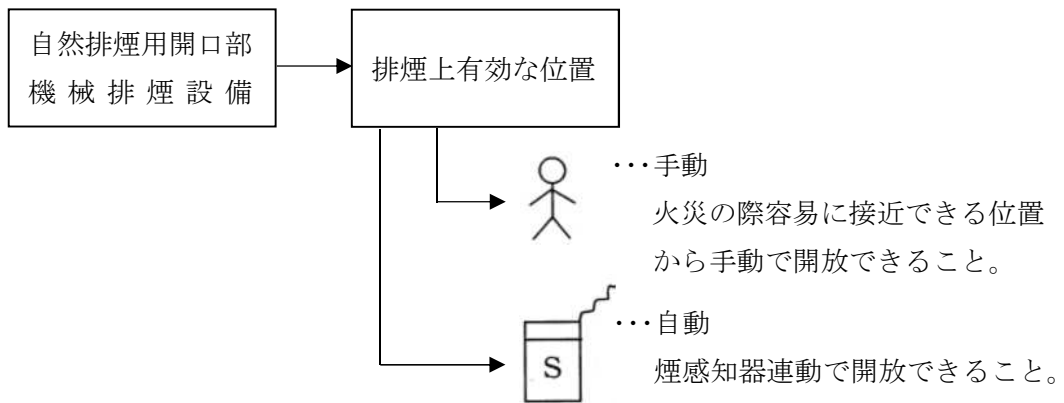 自然排煙用開口部
機械排煙設備
排煙上有効な位置
･･･手動
火災の際容易に接近できる位置
から手動で開放できること。
･･･自動
煙感知器連動で開放できること。
S